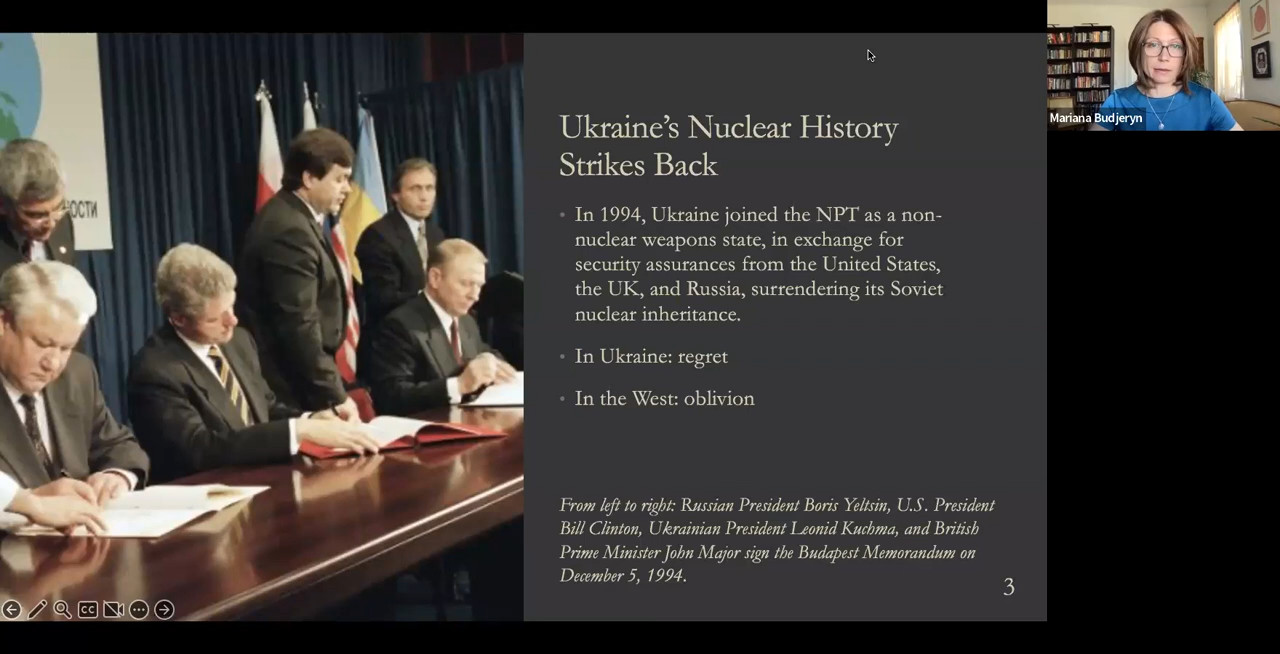 ОСТИ
Mariana Budjeryn
Ukraine’s Nuclear History
Strikes Back
• In 1994, Ukraine joined the NPT as a non-
nuclear weapons state, in exchange for
security assurances from the United States,
the UK, and Russia, surrendering its Soviet
nuclear inheritance.
• In Ukraine: regret
• In the West: oblivion
From left to right: Russian President Boris Yeltsin, U.S. President
Bill Clinton, Ukrainian President Leonid Kuchma, and British
Prime Minister John Major sign the Budapest Memorandum on
December 5, 1994.
3
CC